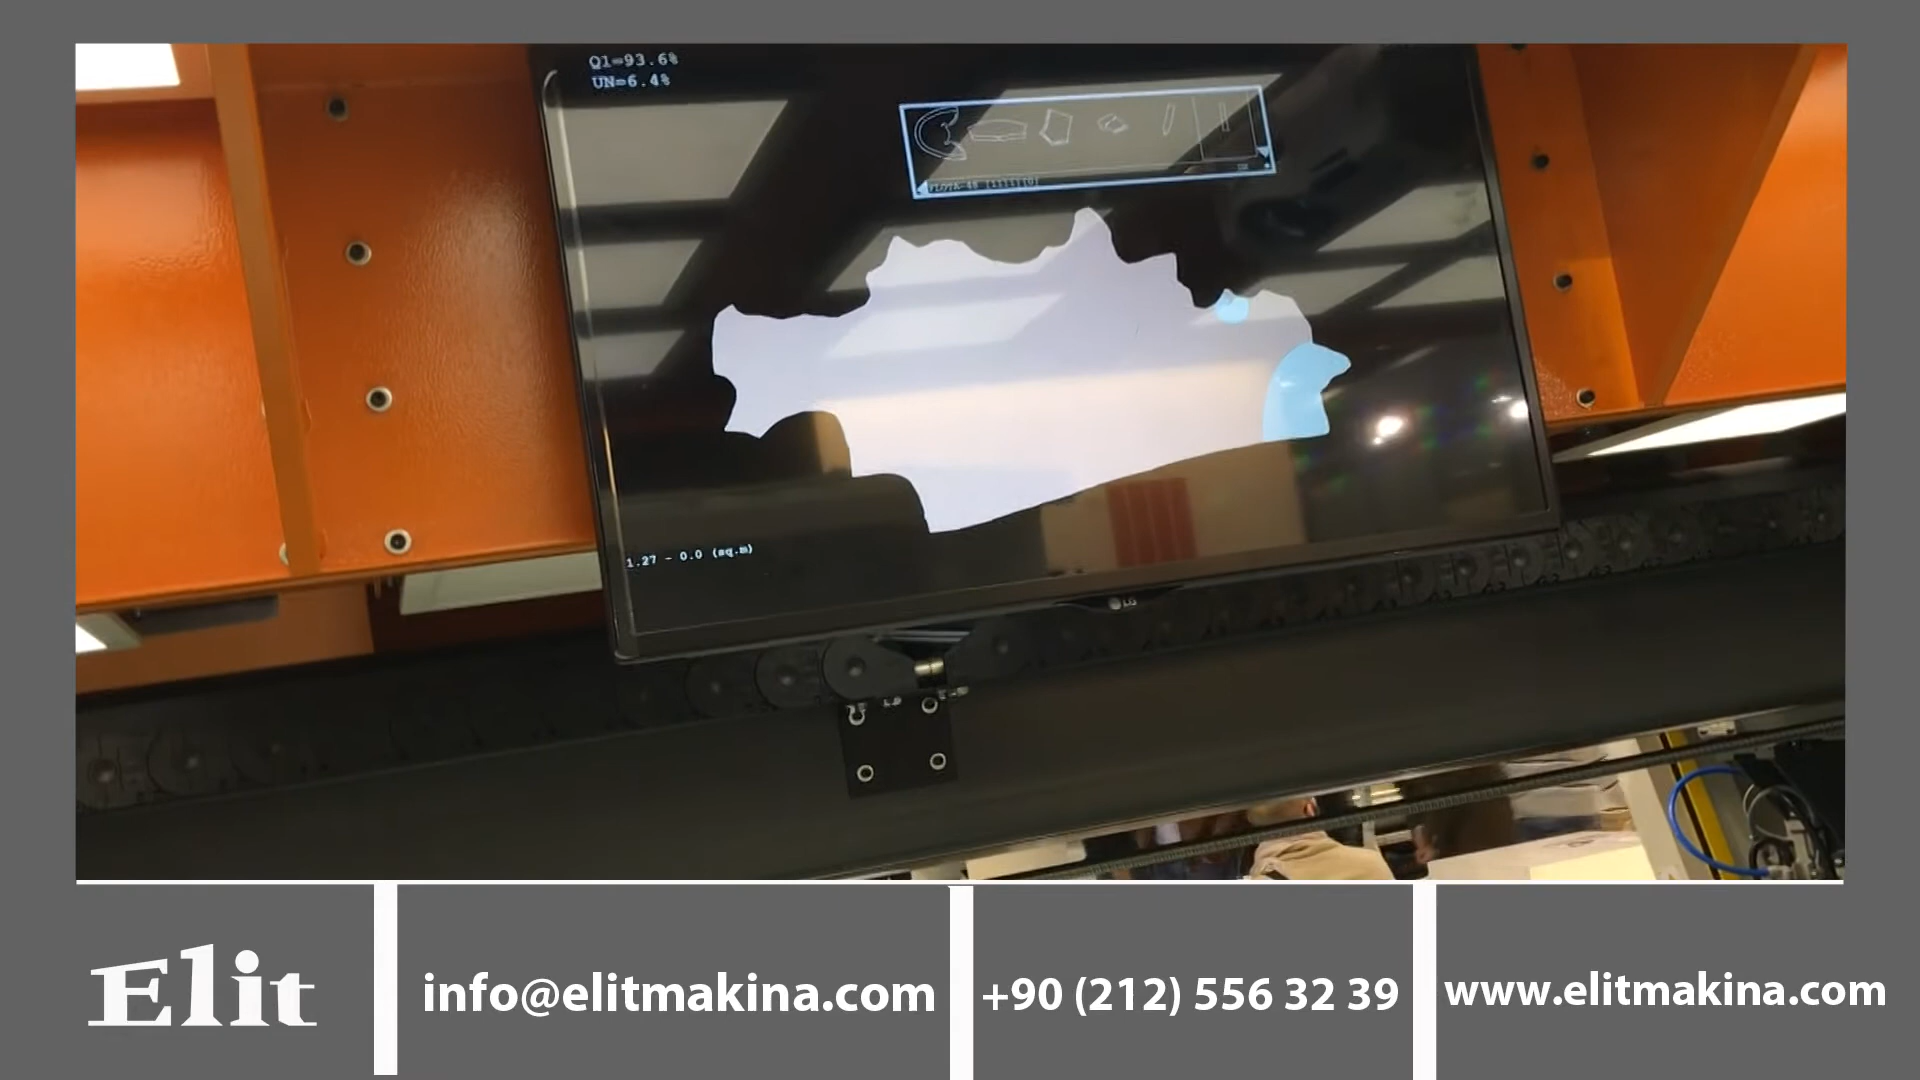 Q1=93.6%
UN=6.4%
1.27 - 0.0 (sq.m)
LG
Elit
info@elitmakina.com
+90 (212) 556 32 39
www.elitmakina.com